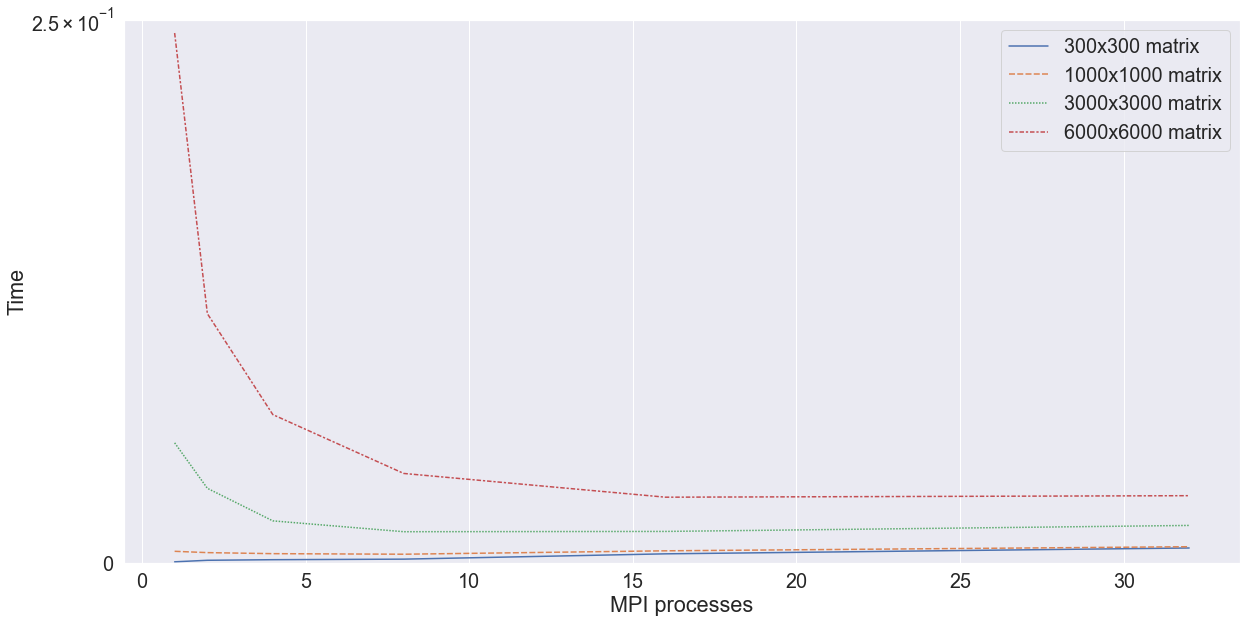 2.5 × 10⁻¹
300x300 matrix
1000x1000 matrix
3000x3000 matrix
6000x6000 matrix
Time
0
0 5 10 15 20 25 30
MPI processes